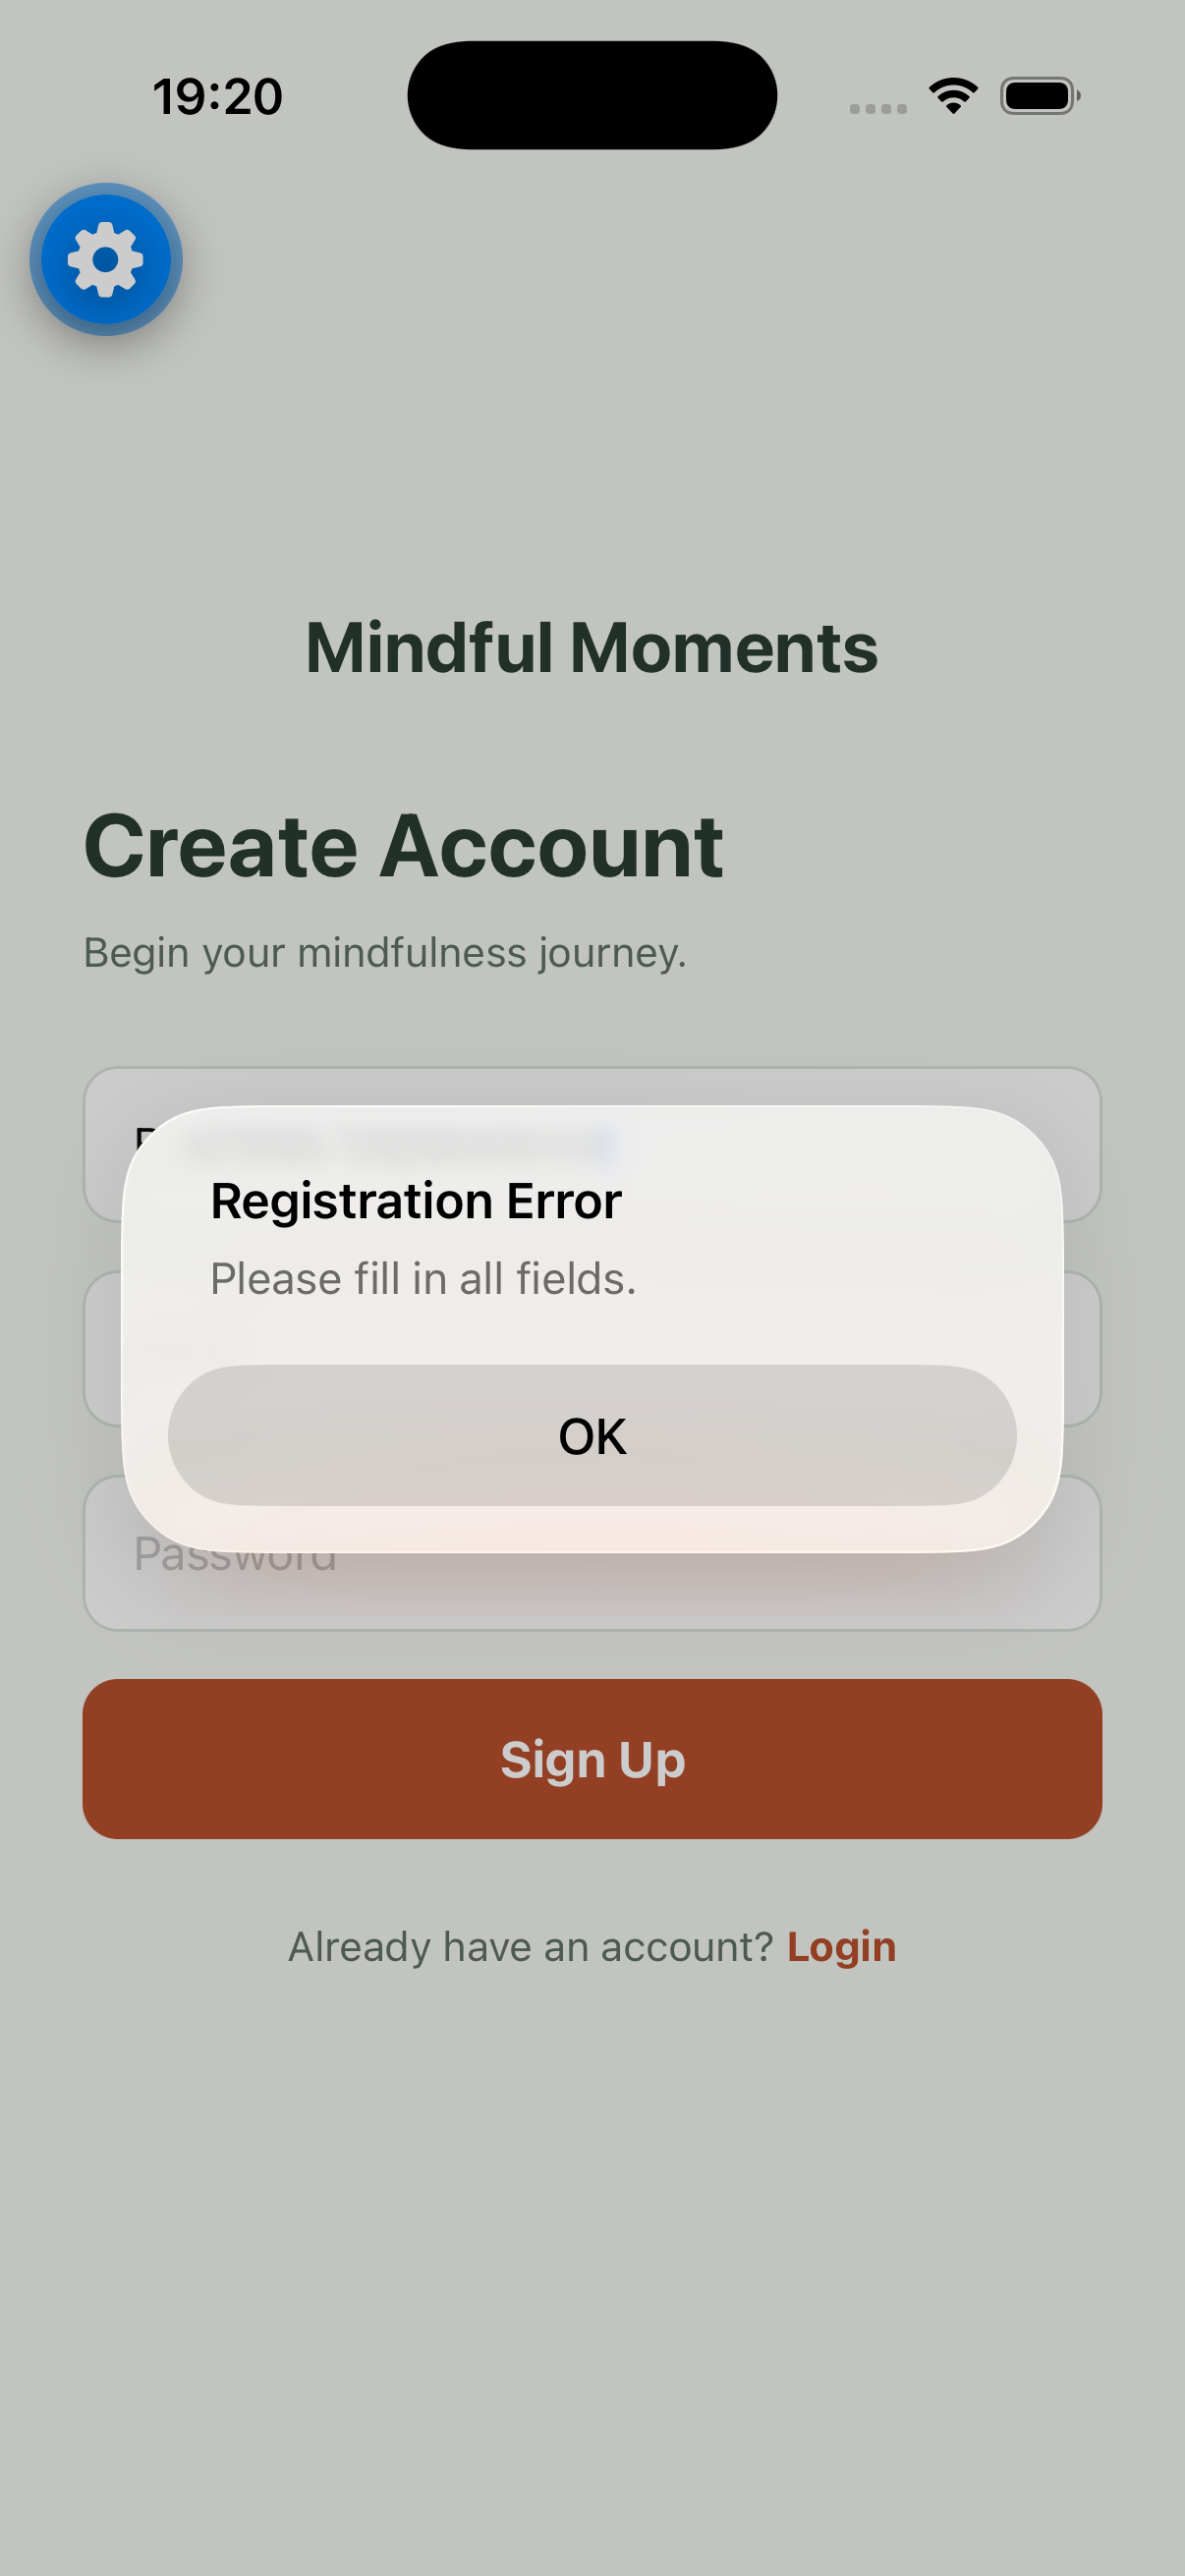 19:20
Mindful Moments
Create Account
Begin your mindfulness journey.
Registration Error
Please fill in all fields.
OK
Password
Sign Up
Already have an account? Login